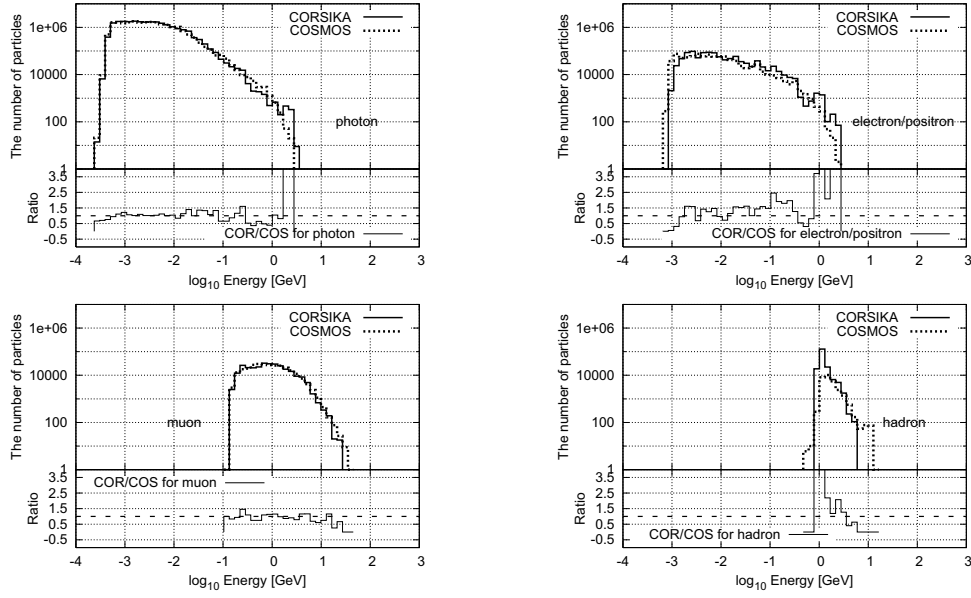 The number of particles
1e+06
10000
100
1
CORSIKA
COSMOS
photon
Ratio
3.5
2.5
1.5
0.5
-0.5
COR/COS for photon
-4 -3 -2 -1 0 1 2 3
log10 Energy [GeV]
The number of particles
1e+06
10000
100
1
CORSIKA
COSMOS
electron/positron
Ratio
3.5
2.5
1.5
0.5
-0.5
COR/COS for electron/positron
-4 -3 -2 -1 0 1 2 3
log10 Energy [GeV]
The number of particles
1e+06
10000
100
1
CORSIKA
COSMOS
muon
Ratio
3.5
2.5
1.5
0.5
-0.5
COR/COS for muon
-4 -3 -2 -1 0 1 2 3
log10 Energy [GeV]
The number of particles
1e+06
10000
100
1
CORSIKA
COSMOS
hadron
Ratio
3.5
2.5
1.5
0.5
-0.5
COR/COS for hadron
-4 -3 -2 -1 0 1 2 3
log10 Energy [GeV]